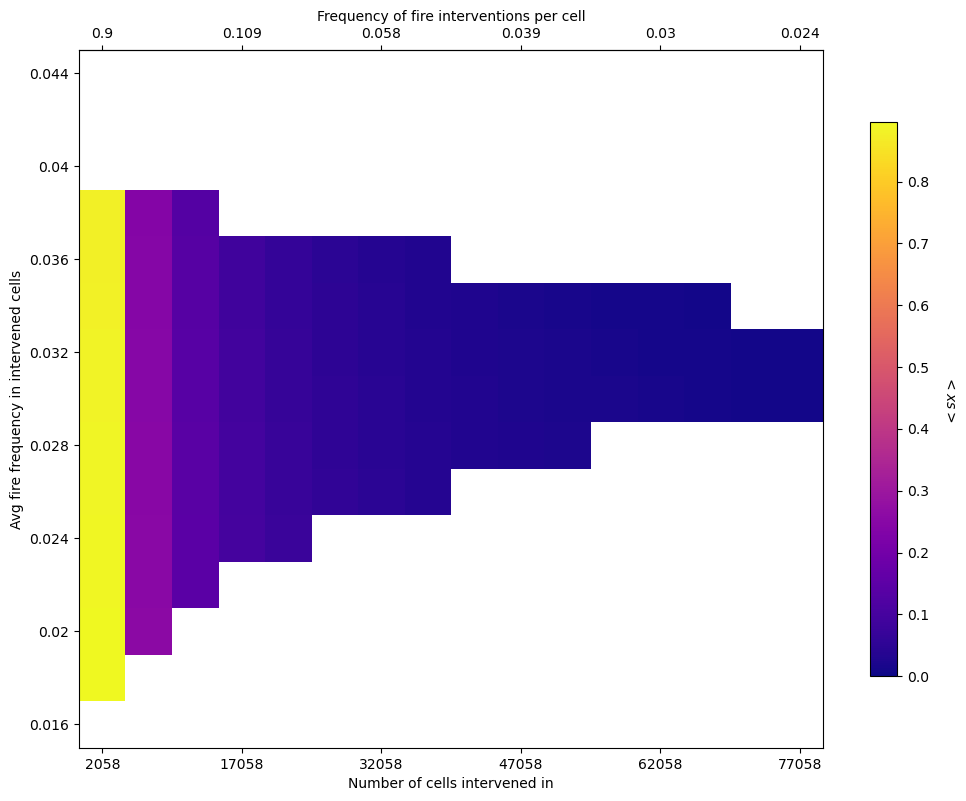 Frequency of fire interventions per cell
0.9 0.109 0.058 0.039 0.03 0.024
0.044
0.04
0.036
0.032
0.028
0.024
0.02
0.016
Avg fire frequency in intervened cells
2058 17058 32058 47058 62058 77058
Number of cells intervened in
0.8
0.7
0.6
0.5
0.4
0.3
0.2
0.1
0.0
< xs >